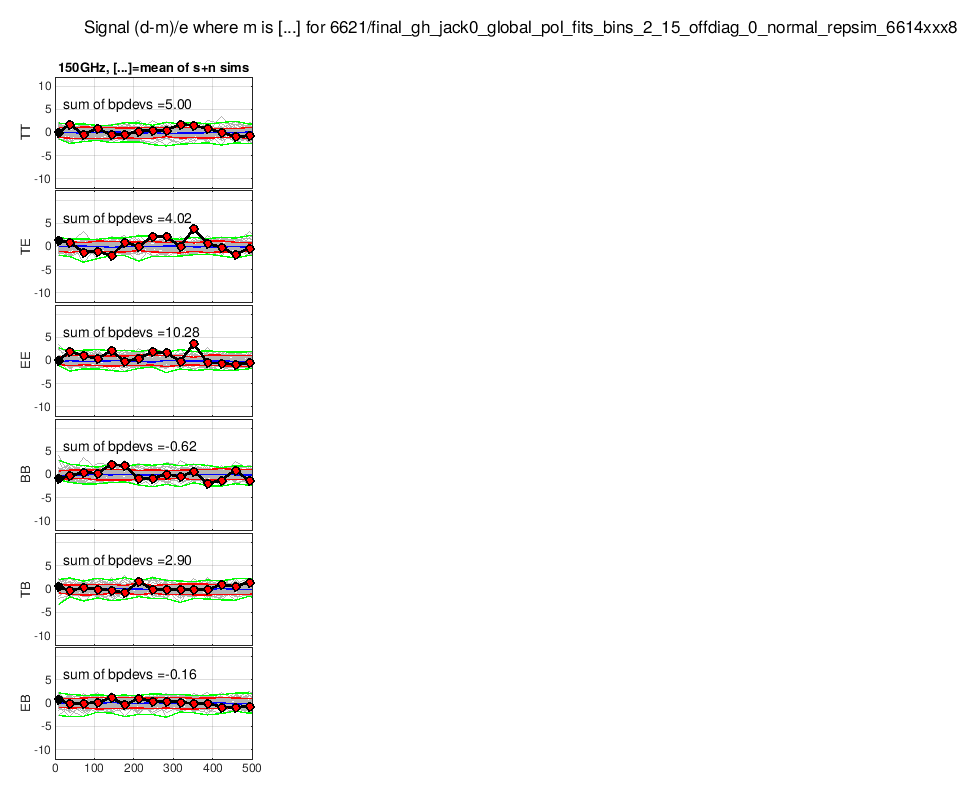 Signal (d-m)/e where m is [...] for 6621/final_gh_jack0_global_pol_fits_bins_2_15_offdiag_0_normal_repsim_6614xxx8
150GHz, [...]=mean of s+n sims
10
sum of bpdevs =5.00
5
TT
0
-5
-10
sum of bpdevs =4.02
5
TE
0
-5
-10
sum of bpdevs =10.28
5
EE
0
-5
-10
sum of bpdevs =-0.62
5
BB
0
-5
-10
sum of bpdevs =2.90
5
TB
0
-5
-10
sum of bpdevs =-0.16
5
EB
0
-5
-10
0 100 200 300 400 500